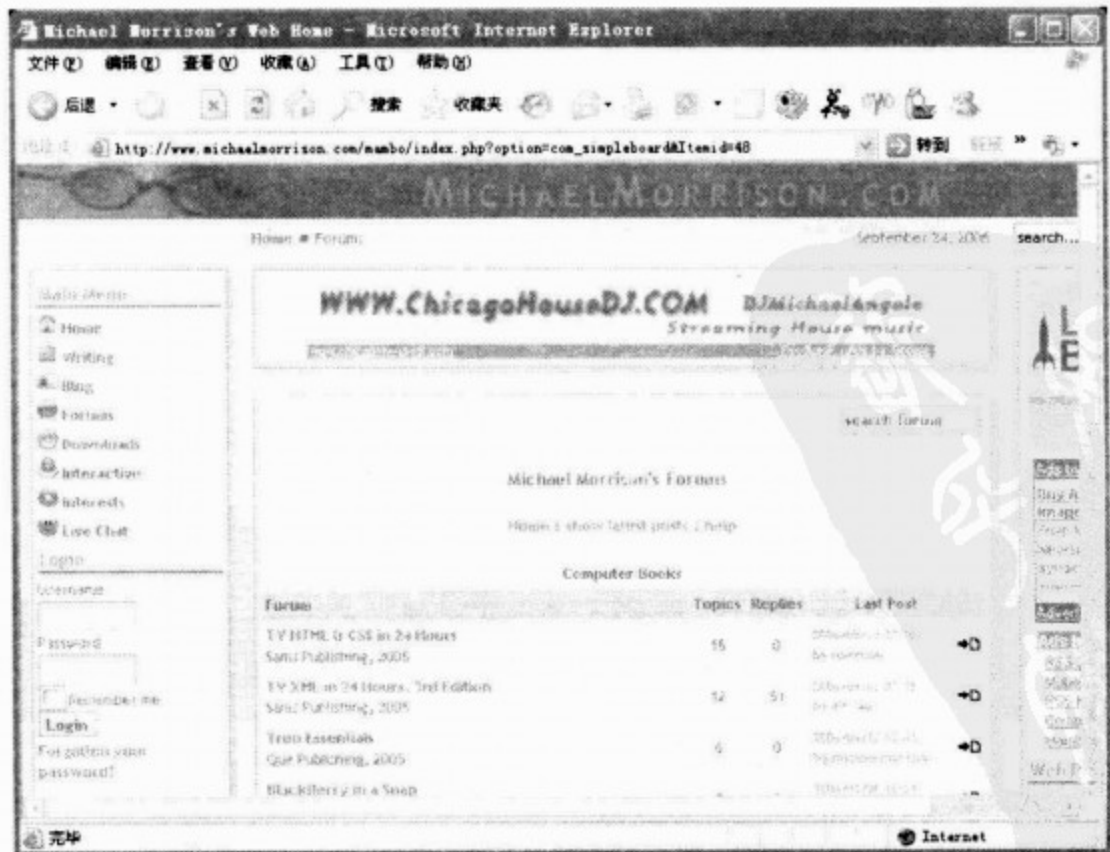 Michael Morrison's Web Home - Microsoft Internet Explorer
文件(F) 编辑(E) 查看(V) 收藏(A) 工具(T) 帮助(H)
后退 搜索 收藏夹
http://www.michaelmorrison.com/mambo/index.php?option=com_simpleboard&Itemid=48 转到 »
MICHAELMORRISON.COM
Home Forums September 24, 2006 search...
Main Menu
Home
Writing
Blog
Forums
Downloads
Interactive
Interests
Live Chat
Login
Username
Password
Remember me
Login
Forgotten your
password?
WWW.ChicagoHouseDJ.COM DJMichaelAngelo
Streaming House music
search forum
Michael Morrison's Forums
Home | show latest posts | help
Computer Books
Forum Topics Replies Last Post
TY HTML & CSS in 24 Hours
Sams Publishing, 2005
15 0
TY XML in 24 Hours, 3rd Edition
Sams Publishing, 2005
12 51
Treo Essentials
Que Publishing, 2005
6 0
BlackBerry in a Snap
完毕 Internet